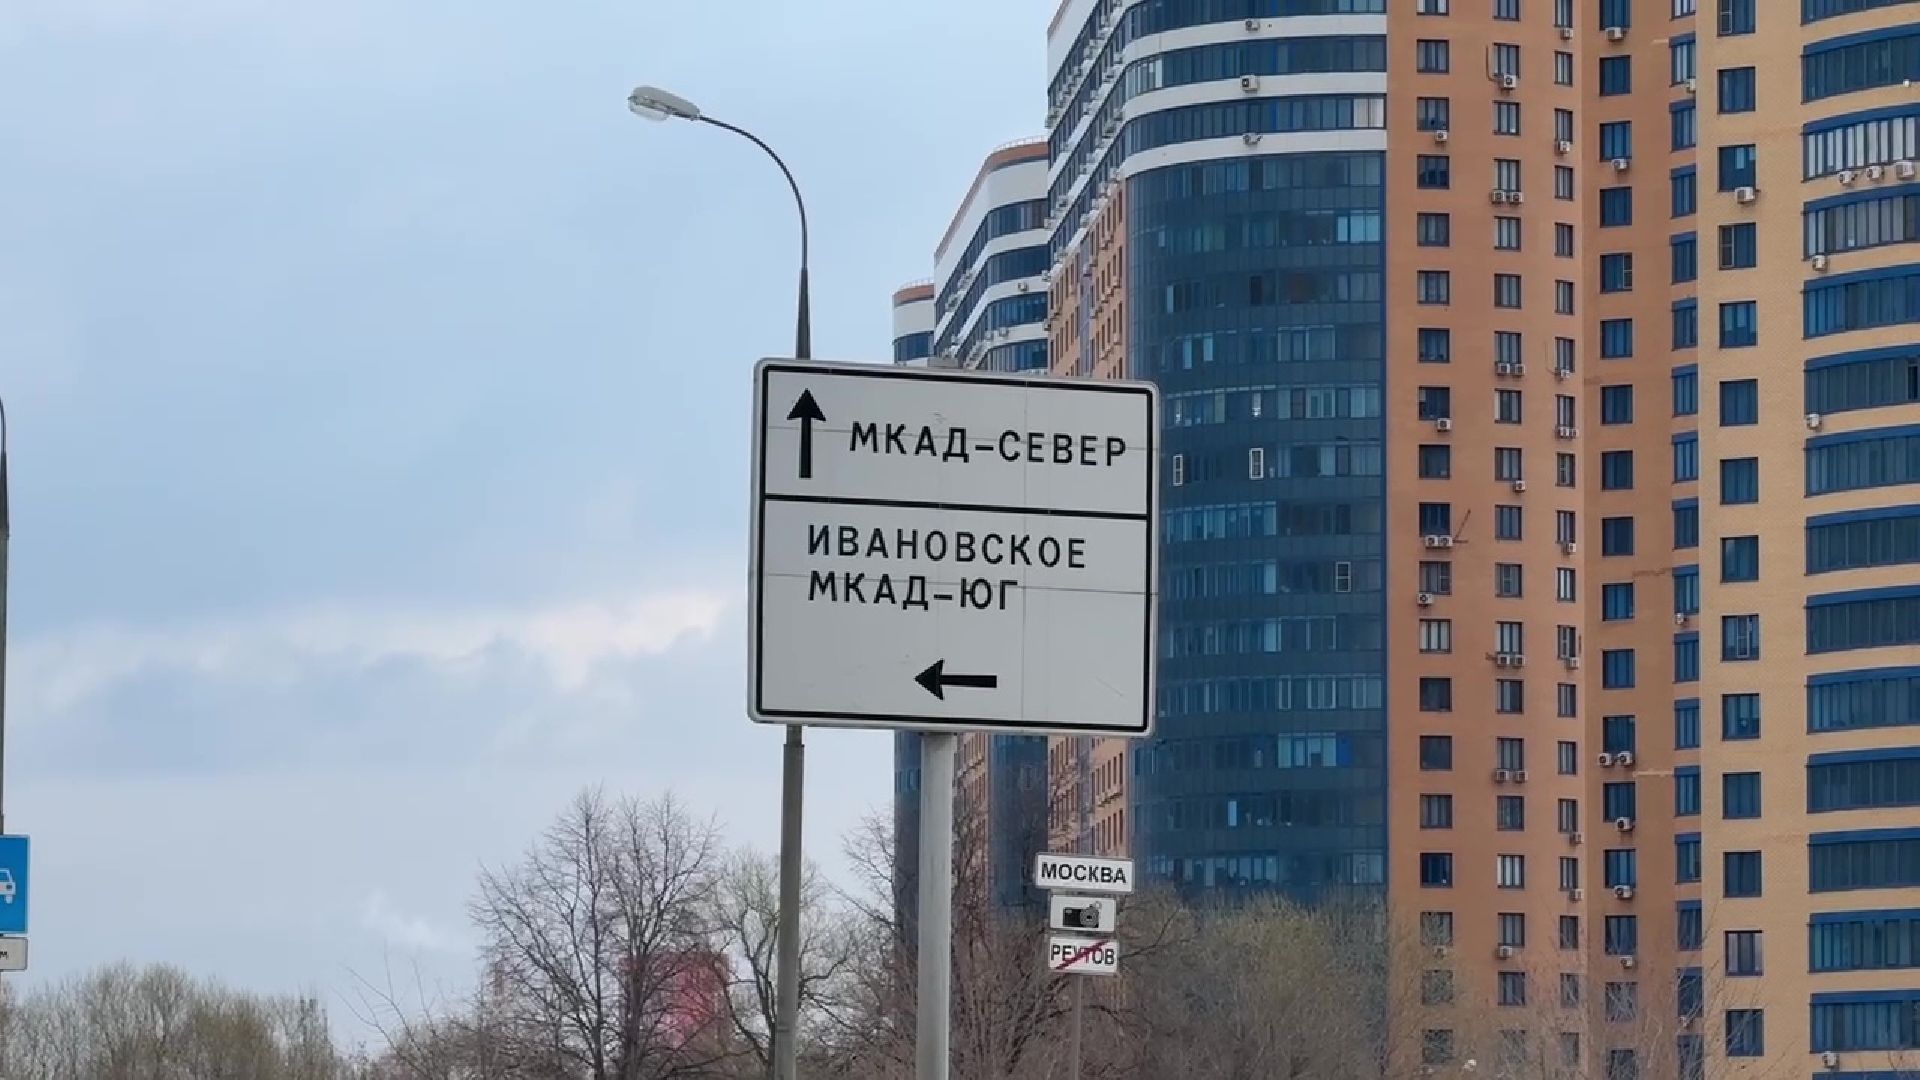 МКАД-СЕВЕР
ИВАНОВСКОЕ
МКАД-ЮГ
МОСКВА
РЕУТОВ
м